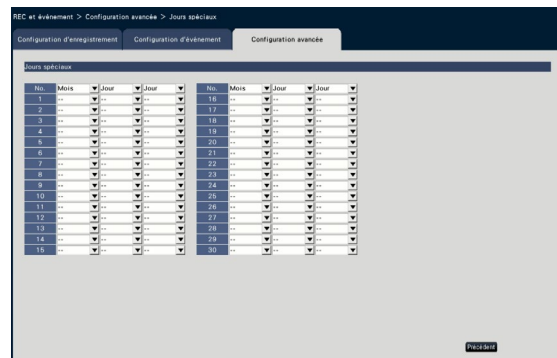 REC et événement > Configuration avancée > Jours spéciaux
Configuration d'enregistrement Configuration d'événement Configuration avancée
Jours spéciaux
No. Mois Jour Jour No. Mois Jour Jour
1 -- -- -- 16 -- -- --
2 -- -- -- 17 -- -- --
3 -- -- -- 18 -- -- --
4 -- -- -- 19 -- -- --
5 -- -- -- 20 -- -- --
6 -- -- -- 21 -- -- --
7 -- -- -- 22 -- -- --
8 -- -- -- 23 -- -- --
9 -- -- -- 24 -- -- --
10 -- -- -- 25 -- -- --
11 -- -- -- 26 -- -- --
12 -- -- -- 27 -- -- --
13 -- -- -- 28 -- -- --
14 -- -- -- 29 -- -- --
15 -- -- -- 30 -- -- --
Précédent